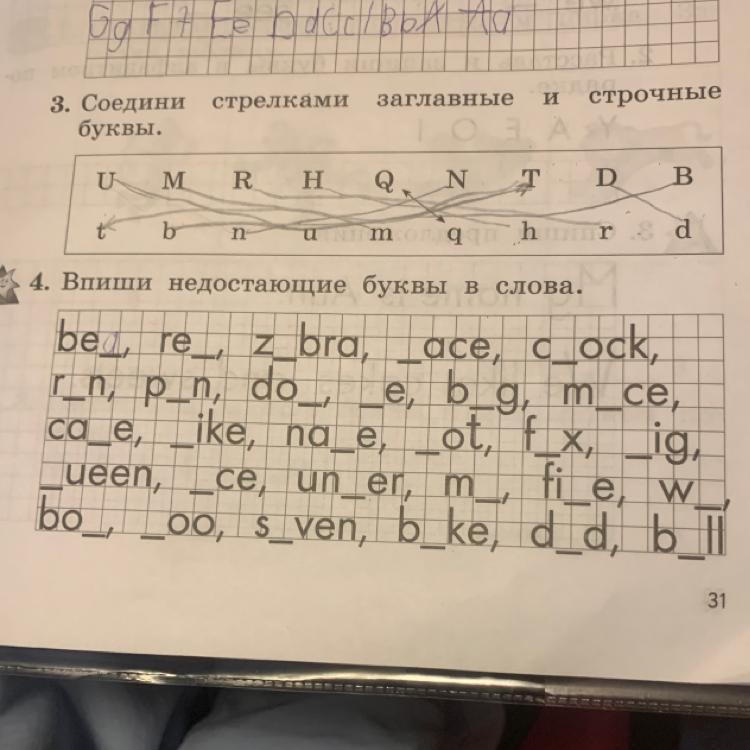 Gg Ff Ee Dd Cc Bb A Aa
3. Соедини стрелками заглавные и строчные
буквы.
U M R H Q N T D B
t b n u m q h r d
4. Впиши недостающие буквы в слова.
bed, re_, z_bra, _ace, c_ock,
r_n, p_n, do_, _e, b_g, m_ce,
ca_e, _ike, na_e, _ot, f_x, _ig,
_ueen, _ce, un_er, m_, fi_e, w_,
bo_, _oo, s_ven, b_ke, d_d, b_ll
31